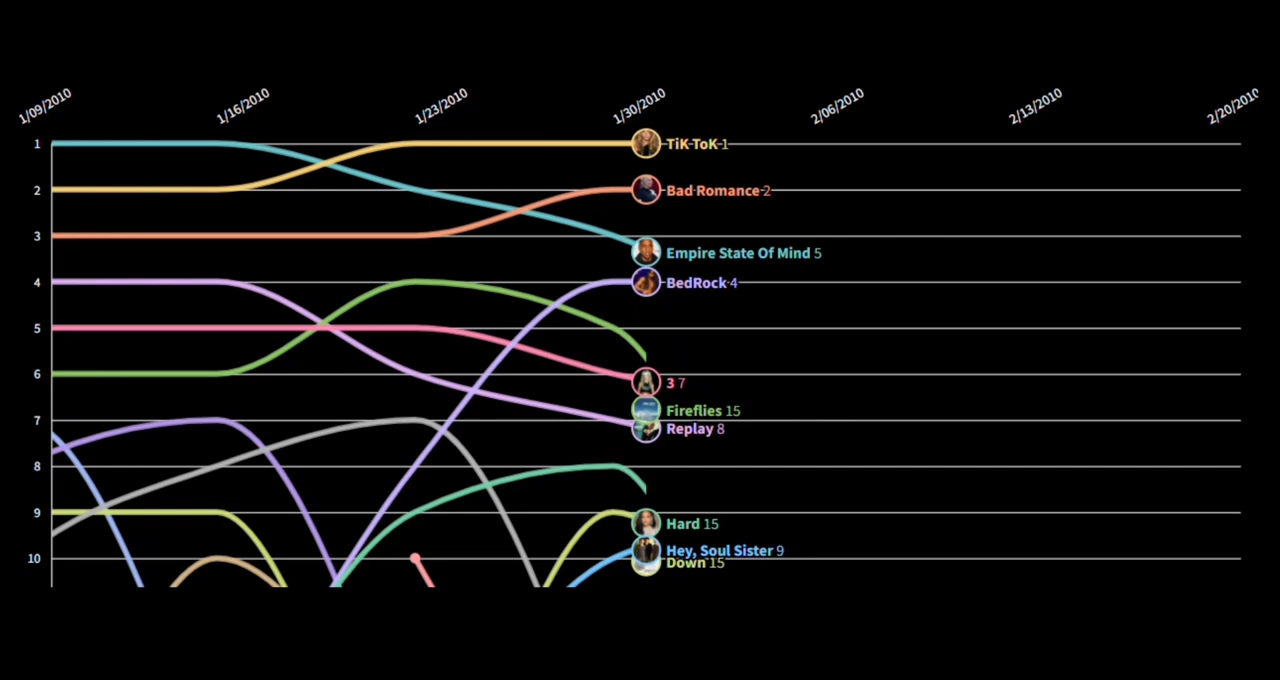 1/09/2010
1/16/2010
1/23/2010
1/30/2010
2/06/2010
2/13/2010
2/20/2010
1
TiK ToK 1
2
Bad Romance 2
3
Empire State Of Mind 5
4
BedRock 4
5
6
3 7
Fireflies 15
7
Replay 8
8
9
Hard 15
Hey, Soul Sister 9
10
Down 15